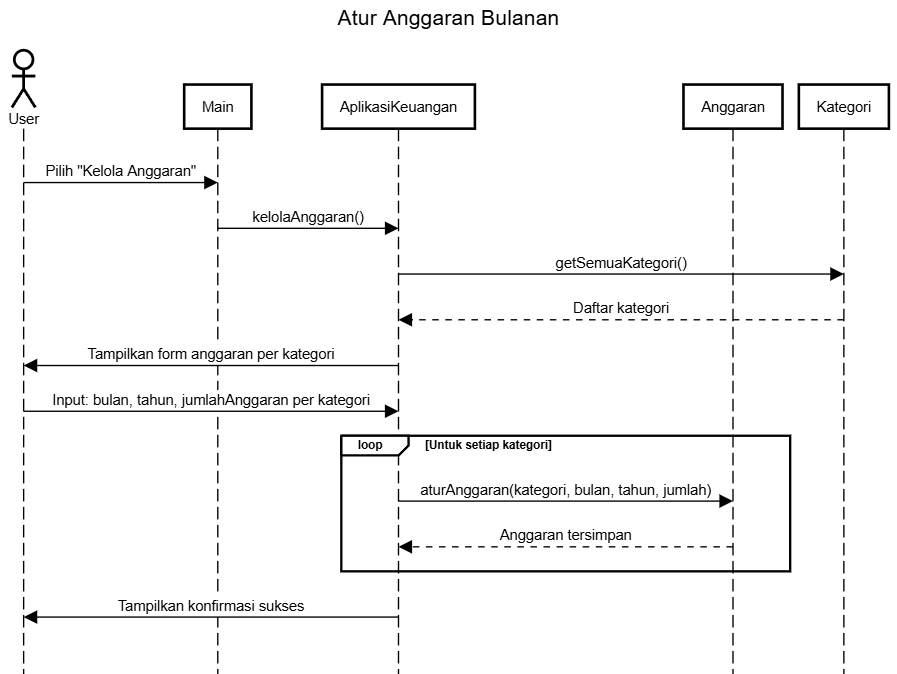 Atur Anggaran Bulanan
User
Main
AplikasiKeuangan
Anggaran
Kategori
Pilih "Kelola Anggaran"
kelolaAnggaran()
getSemuaKategori()
Daftar kategori
Tampilkan form anggaran per kategori
Input: bulan, tahun, jumlahAnggaran per kategori
loop [Untuk setiap kategori]
aturAnggaran(kategori, bulan, tahun, jumlah)
Anggaran tersimpan
Tampilkan konfirmasi sukses